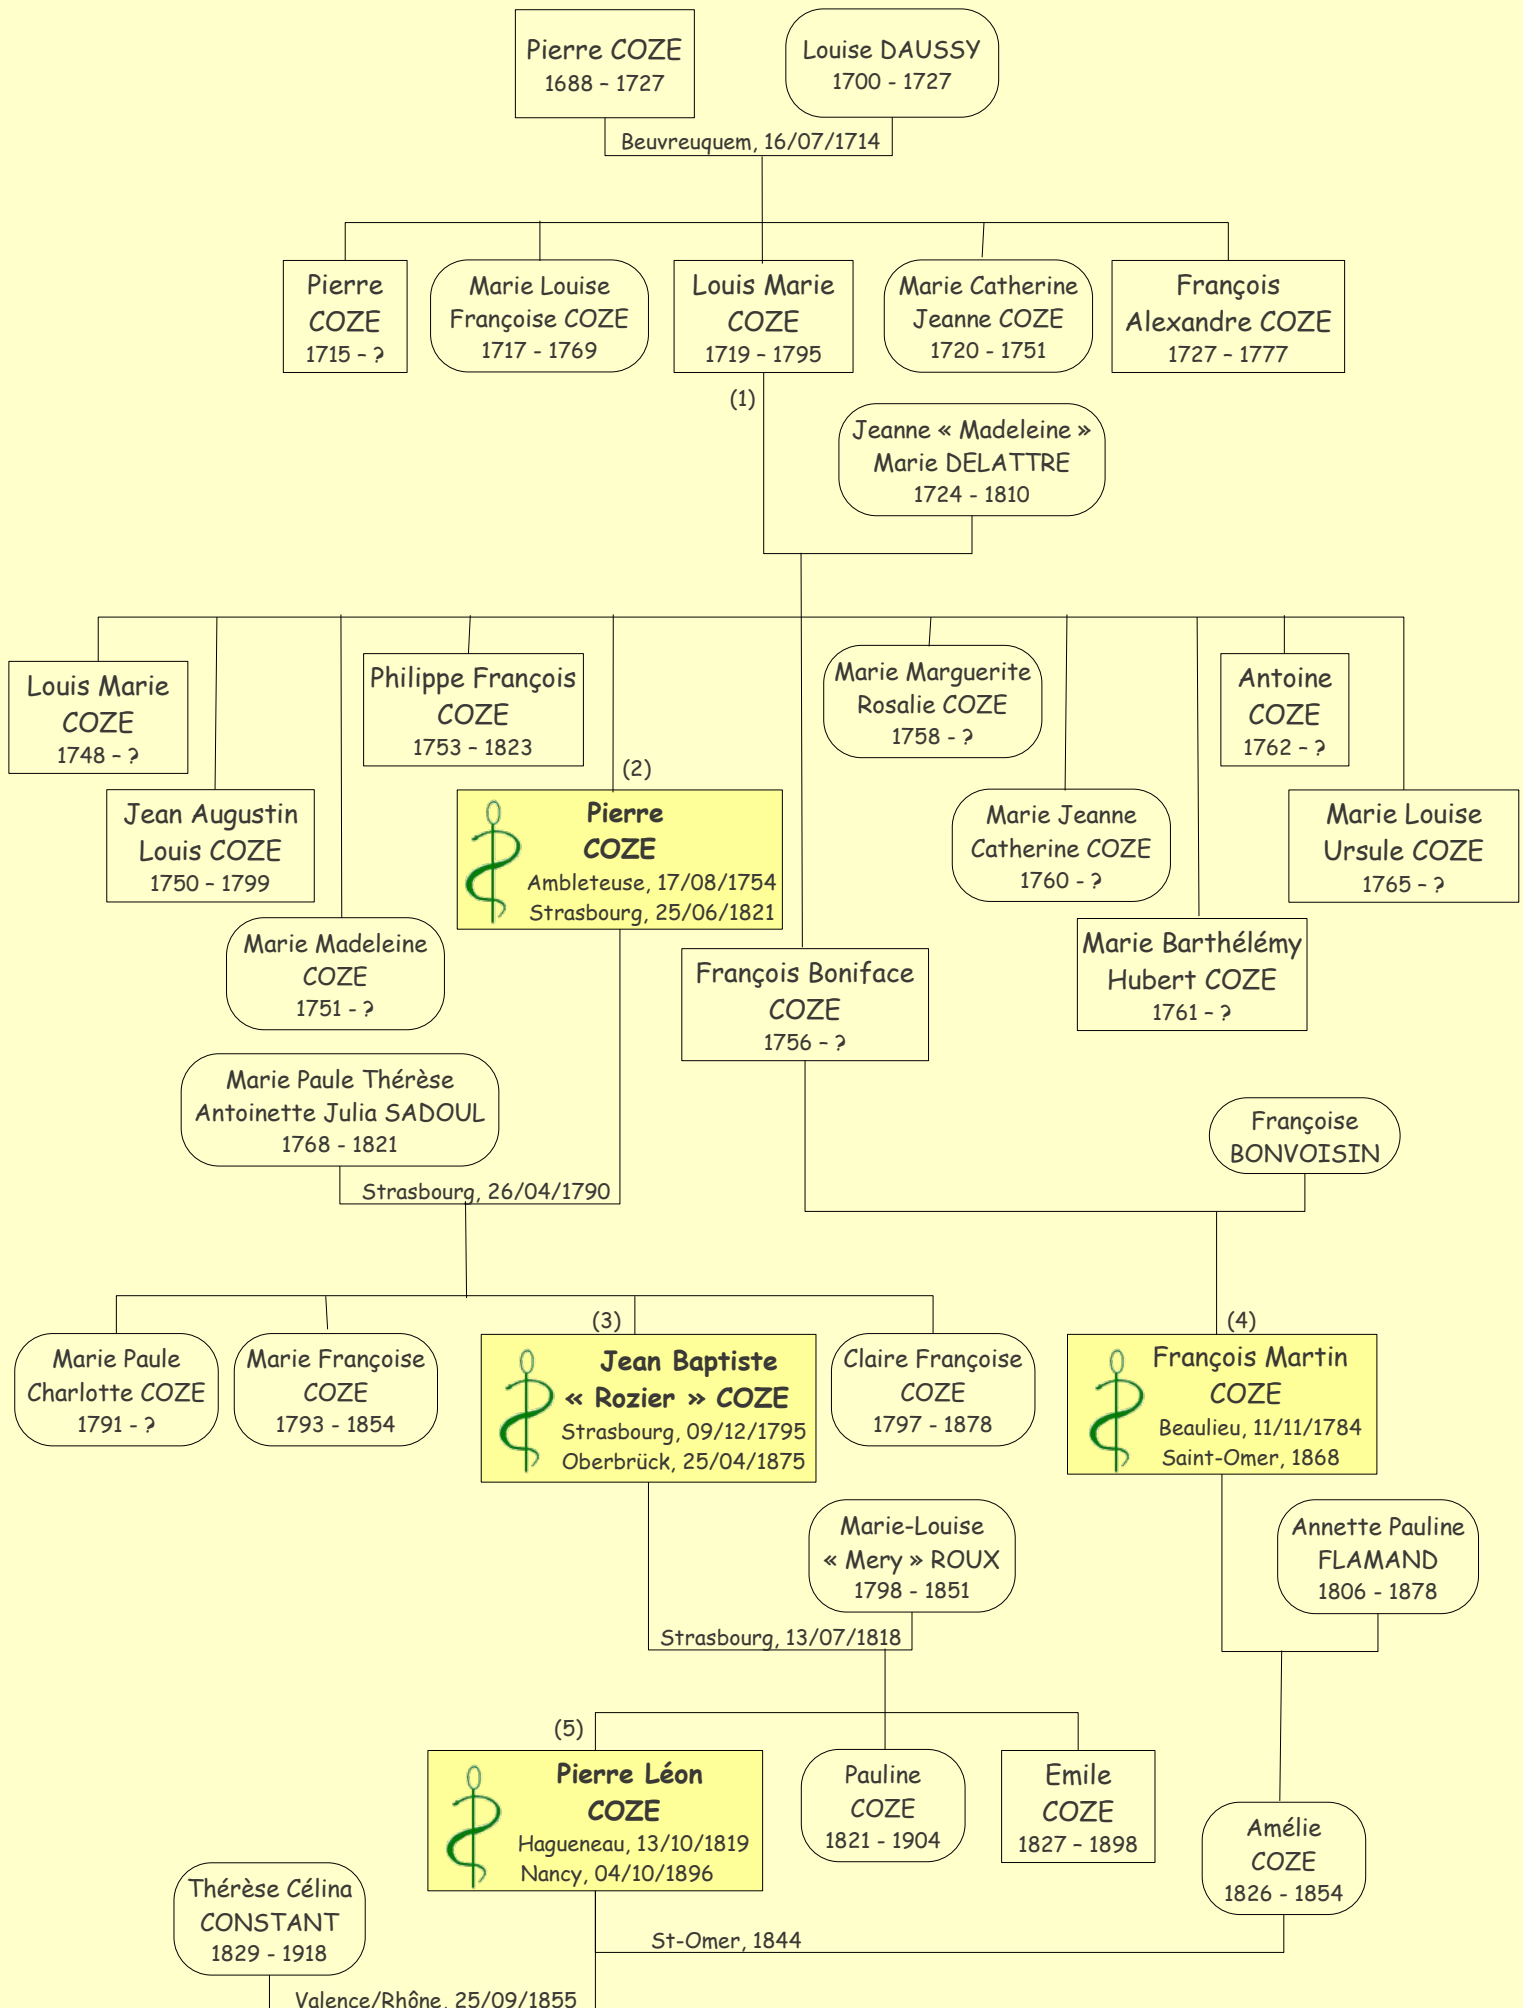 Pierre COZE
1688 – 1727
Louise DAUSSY
1700 - 1727
Beuvreuquem, 16/07/1714
Pierre
COZE
1715 – ?
Marie Louise
Françoise COZE
1717 - 1769
Louis Marie
COZE
1719 – 1795
Marie Catherine
Jeanne COZE
1720 - 1751
François
Alexandre COZE
1727 – 1777
(1)
Jeanne « Madeleine »
Marie DELATTRE
1724 - 1810
Louis Marie
COZE
1748 – ?
Jean Augustin
Louis COZE
1750 – 1799
Marie Madeleine
COZE
1751 - ?
Philippe François
COZE
1753 – 1823
(2)
Pierre
COZE
Ambleteuse, 17/08/1754
Strasbourg, 25/06/1821
François Boniface
COZE
1756 – ?
Marie Marguerite
Rosalie COZE
1758 - ?
Marie Jeanne
Catherine COZE
1760 - ?
Marie Barthélémy
Hubert COZE
1761 – ?
Antoine
COZE
1762 – ?
Marie Louise
Ursule COZE
1765 – ?
Marie Paule Thérèse
Antoinette Julia SADOUL
1768 - 1821
Strasbourg, 26/04/1790
Françoise
BONVOISIN
Marie Paule
Charlotte COZE
1791 - ?
Marie Françoise
COZE
1793 - 1854
(3)
Jean Baptiste
« Rozier » COZE
Strasbourg, 09/12/1795
Oberbrück, 25/04/1875
Claire Françoise
COZE
1797 - 1878
(4)
François Martin
COZE
Beaulieu, 11/11/1784
Saint-Omer, 1868
Marie-Louise
« Mery » ROUX
1798 - 1851
Strasbourg, 13/07/1818
Annette Pauline
FLAMAND
1806 - 1878
(5)
Pierre Léon
COZE
Hagueneau, 13/10/1819
Nancy, 04/10/1896
Pauline
COZE
1821 - 1904
Emile
COZE
1827 – 1898
Amélie
COZE
1826 - 1854
Thérèse Célina
CONSTANT
1829 - 1918
St-Omer, 1844
Valence/Rhône, 25/09/1855